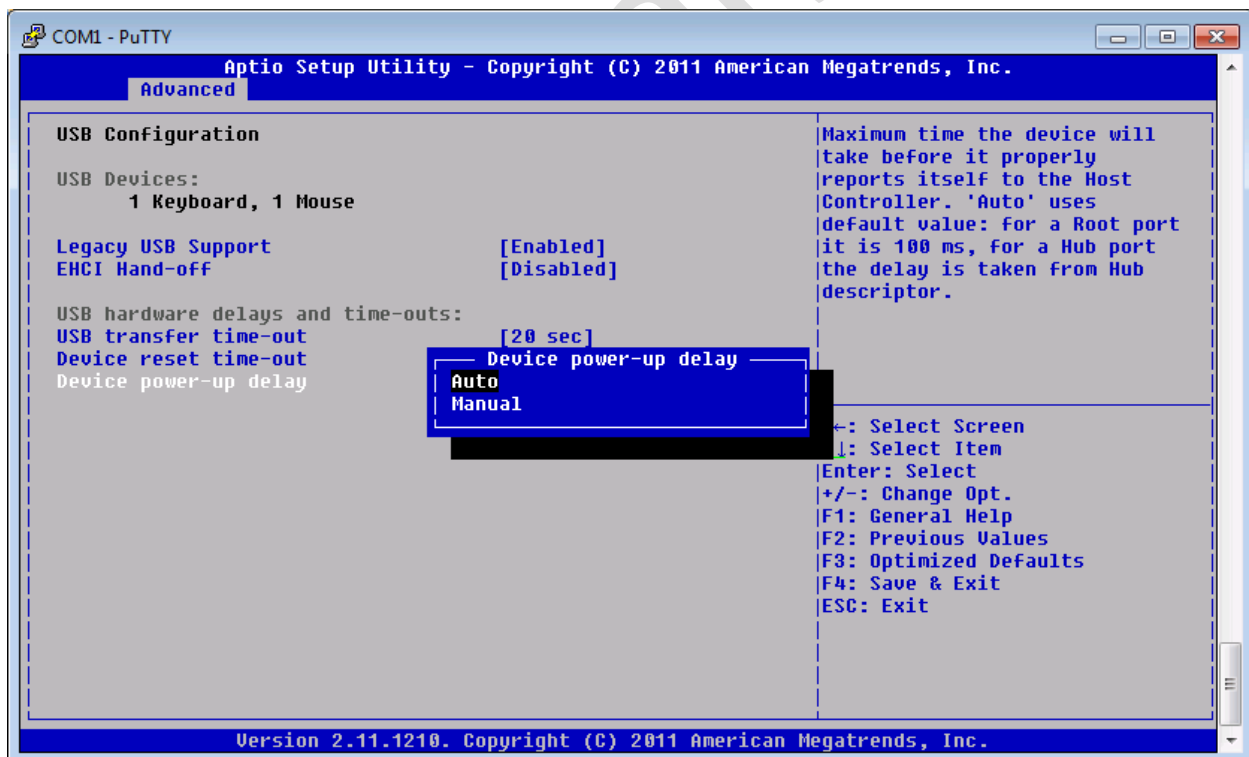 COM1 - PuTTY
Aptio Setup Utility - Copyright (C) 2011 American Megatrends, Inc.
Advanced
USB Configuration
USB Devices:
1 Keyboard, 1 Mouse
Legacy USB Support [Enabled]
EHCI Hand-off [Disabled]
USB hardware delays and time-outs:
USB transfer time-out [20 sec]
Device reset time-out
Device power-up delay
Device power-up delay
Auto
Manual
Maximum time the device will
take before it properly
reports itself to the Host
Controller. 'Auto' uses
default value: for a Root port
it is 100 ms, for a Hub port
the delay is taken from Hub
descriptor.
←: Select Screen
↓: Select Item
Enter: Select
+/-: Change Opt.
F1: General Help
F2: Previous Values
F3: Optimized Defaults
F4: Save & Exit
ESC: Exit
Version 2.11.1210. Copyright (C) 2011 American Megatrends, Inc.